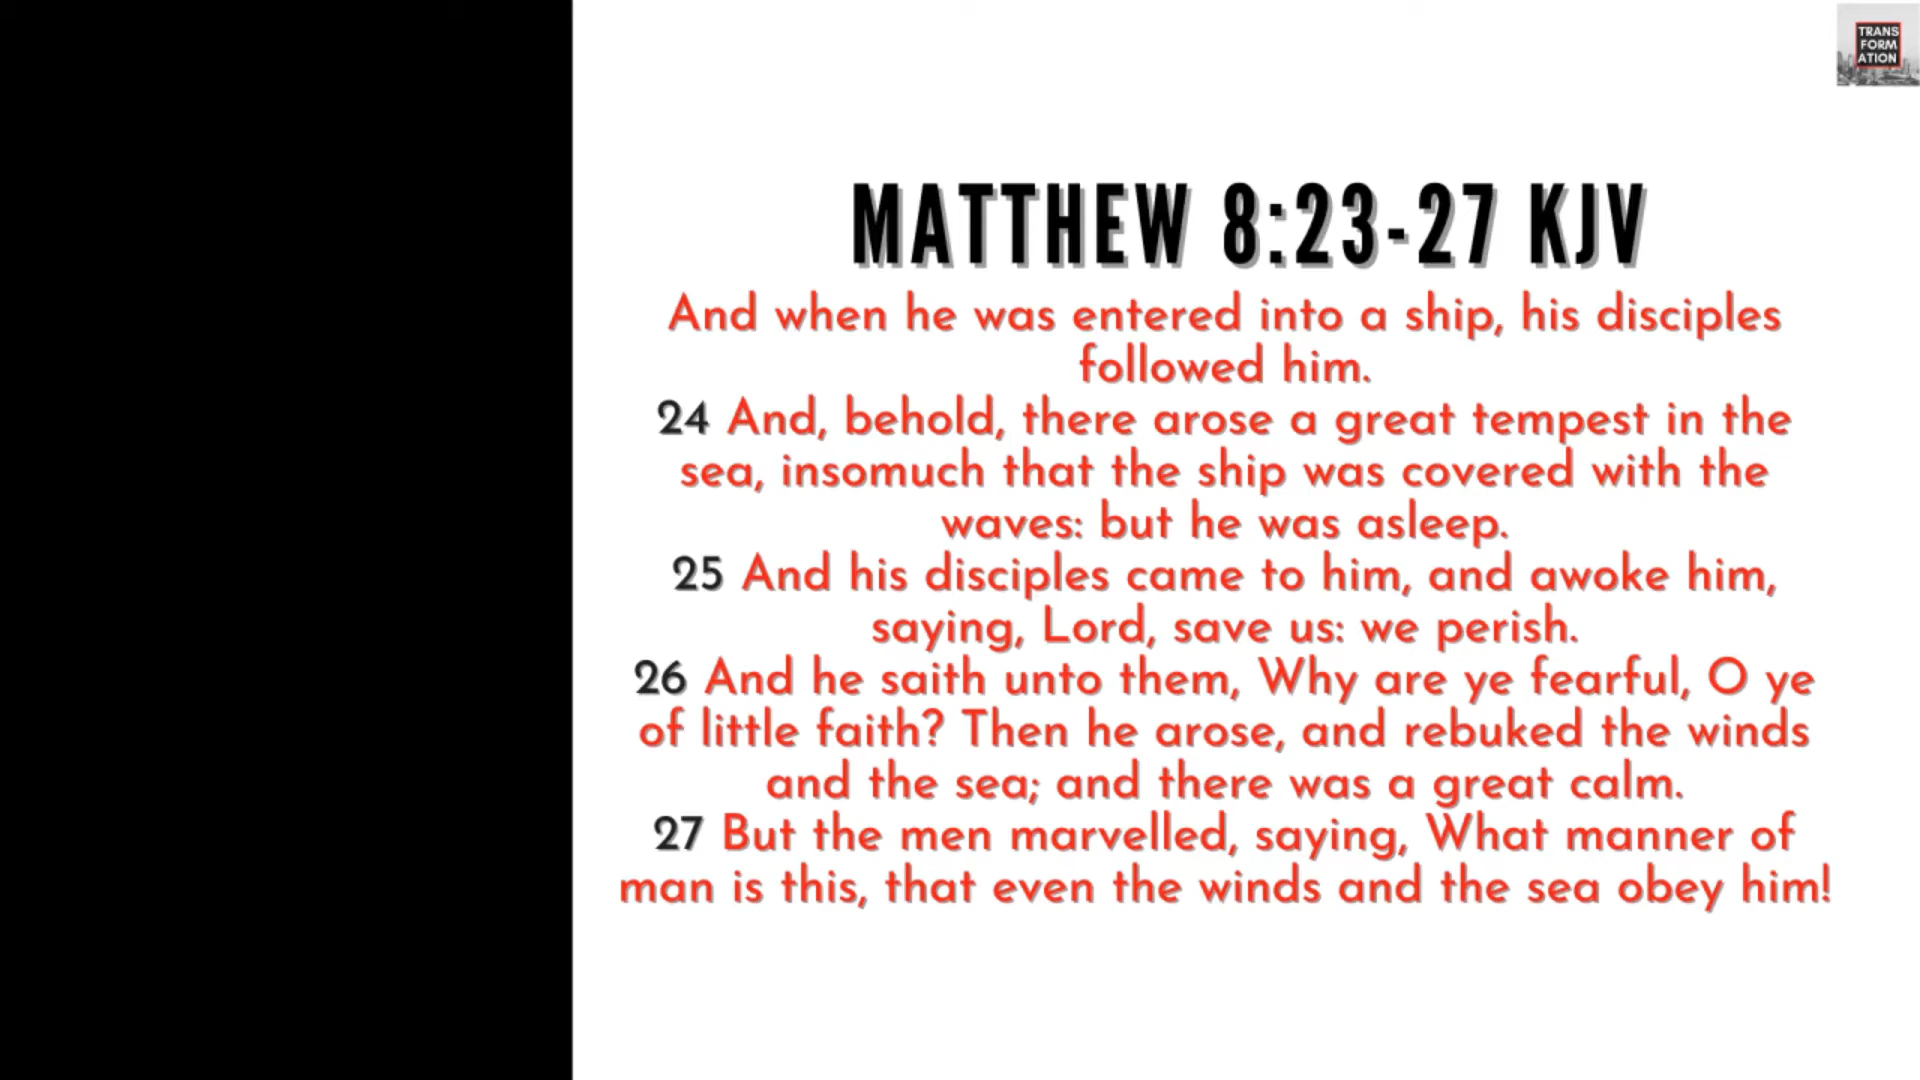 TRANS
FORM
ATION
MATTHEW 8:23-27 KJV
And when he was entered into a ship, his disciples
followed him.
24 And, behold, there arose a great tempest in the
sea, insomuch that the ship was covered with the
waves: but he was asleep.
25 And his disciples came to him, and awoke him,
saying, Lord, save us: we perish.
26 And he saith unto them, Why are ye fearful, O ye
of little faith? Then he arose, and rebuked the winds
and the sea; and there was a great calm.
27 But the men marvelled, saying, What manner of
man is this, that even the winds and the sea obey him!